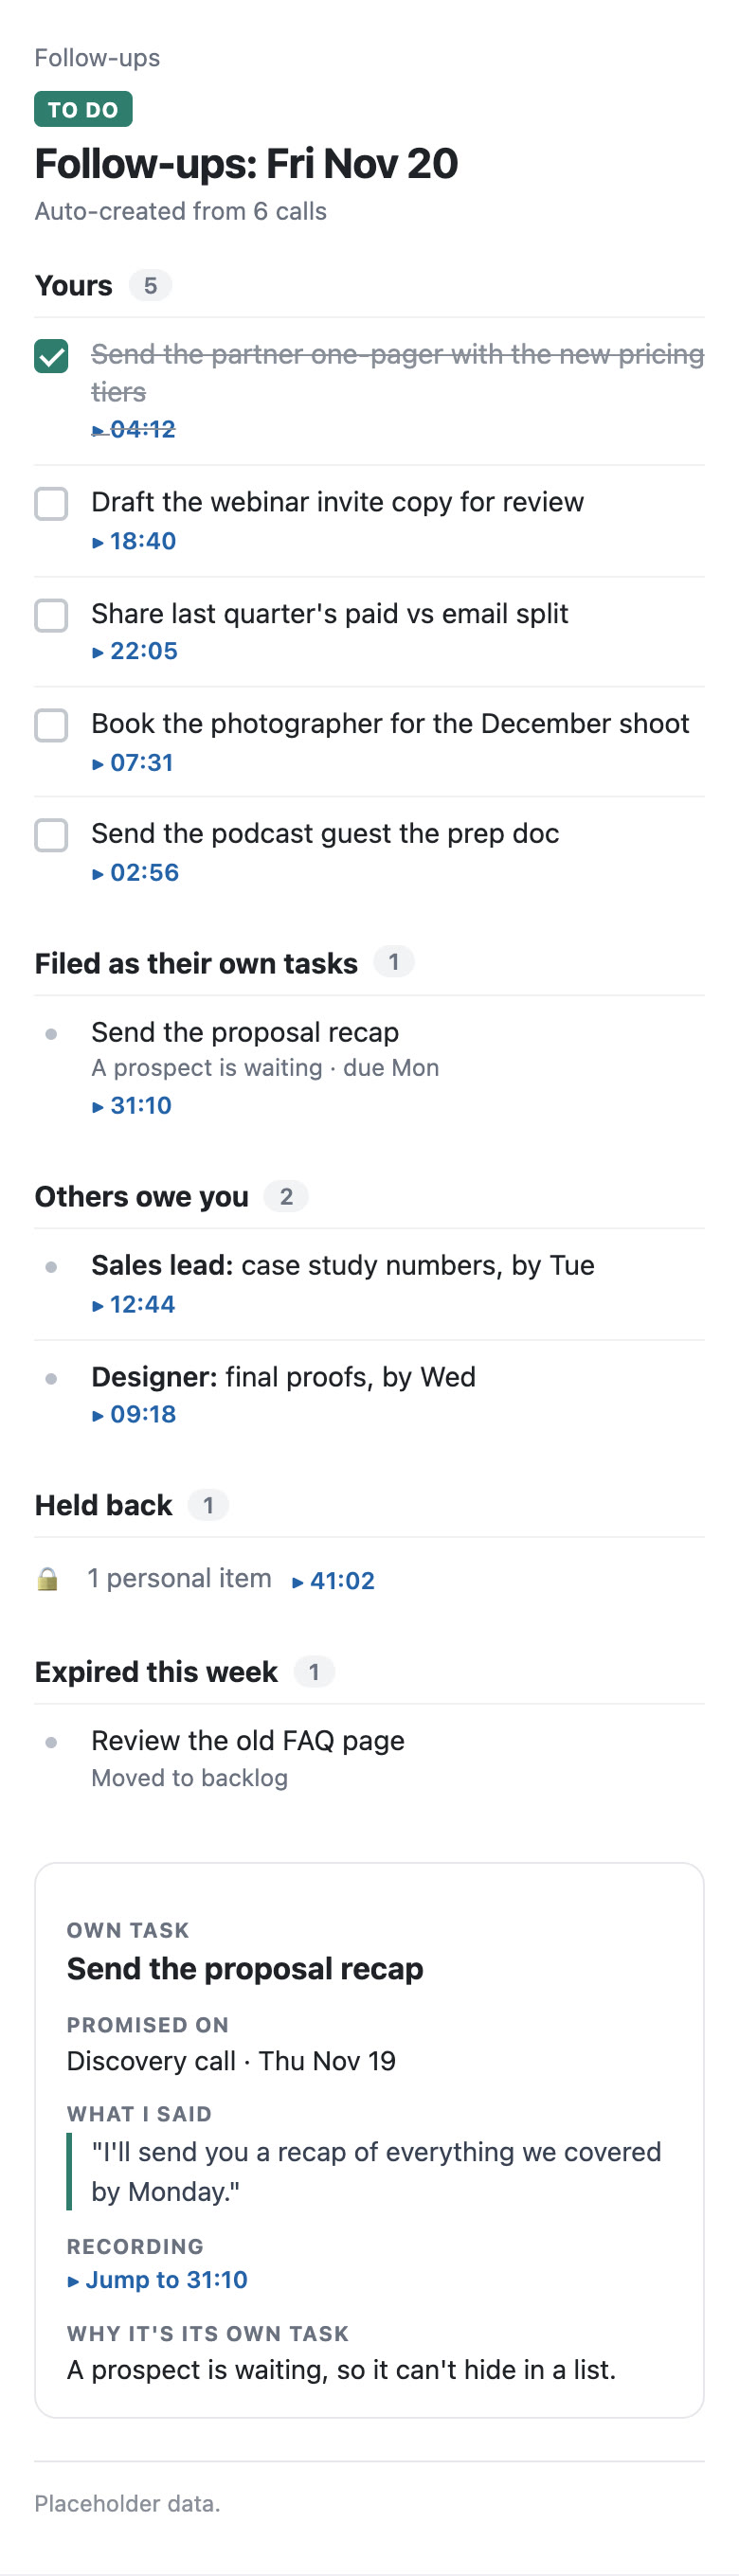 Follow-ups
TO DO
Follow-ups: Fri Nov 20
Auto-created from 6 calls
Yours 5
Send the partner one-pager with the new pricing
tiers
▸ 04:12
Draft the webinar invite copy for review
▸ 18:40
Share last quarter's paid vs email split
▸ 22:05
Book the photographer for the December shoot
▸ 07:31
Send the podcast guest the prep doc
▸ 02:56
Filed as their own tasks 1
Send the proposal recap
A prospect is waiting · due Mon
▸ 31:10
Others owe you 2
Sales lead: case study numbers, by Tue
▸ 12:44
Designer: final proofs, by Wed
▸ 09:18
Held back 1
🔒 1 personal item ▸ 41:02
Expired this week 1
Review the old FAQ page
Moved to backlog
OWN TASK
Send the proposal recap
PROMISED ON
Discovery call · Thu Nov 19
WHAT I SAID
"I'll send you a recap of everything we covered
by Monday."
RECORDING
▸ Jump to 31:10
WHY IT'S ITS OWN TASK
A prospect is waiting, so it can't hide in a list.
Placeholder data.